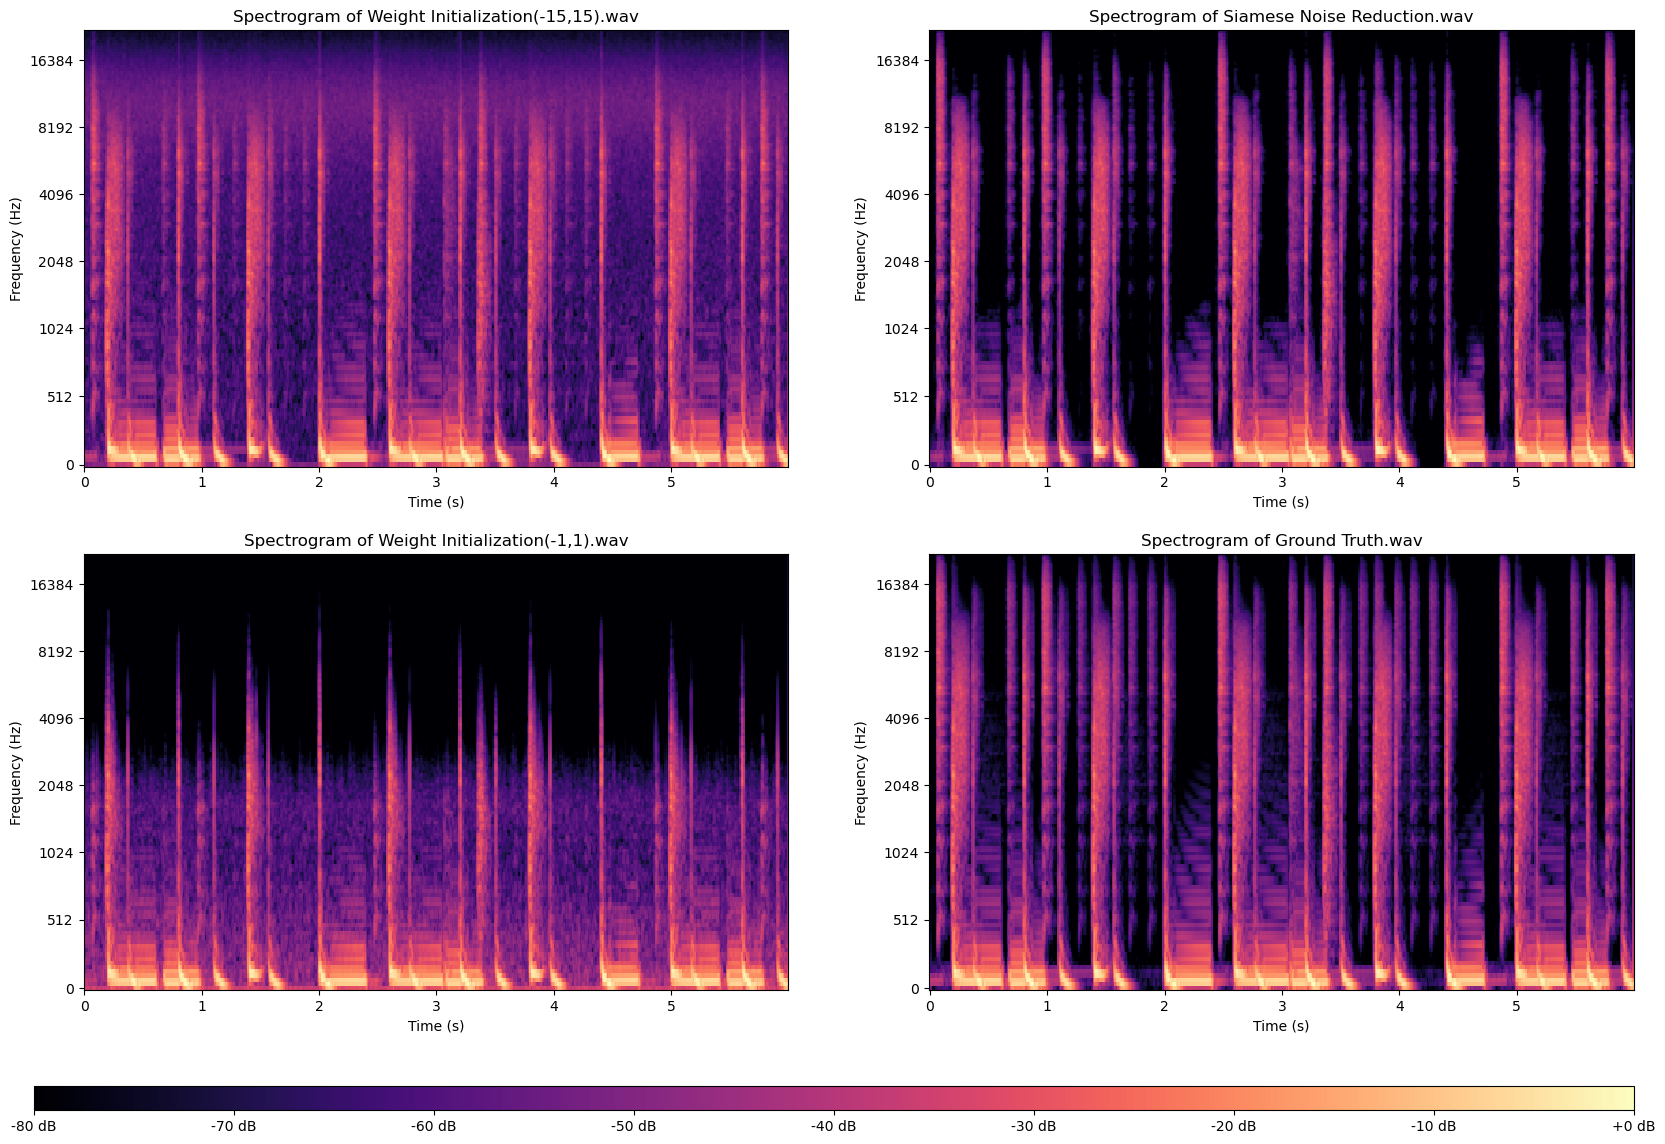 Spectrogram of Weight Initialization(-15,15).wav
Frequency (Hz)
16384
8192
4096
2048
1024
512
0
0 1 2 3 4 5
Time (s)
Spectrogram of Siamese Noise Reduction.wav
Frequency (Hz)
16384
8192
4096
2048
1024
512
0
0 1 2 3 4 5
Time (s)
Spectrogram of Weight Initialization(-1,1).wav
Frequency (Hz)
16384
8192
4096
2048
1024
512
0
0 1 2 3 4 5
Time (s)
Spectrogram of Ground Truth.wav
Frequency (Hz)
16384
8192
4096
2048
1024
512
0
0 1 2 3 4 5
Time (s)
-80 dB -70 dB -60 dB -50 dB -40 dB -30 dB -20 dB -10 dB +0 dB